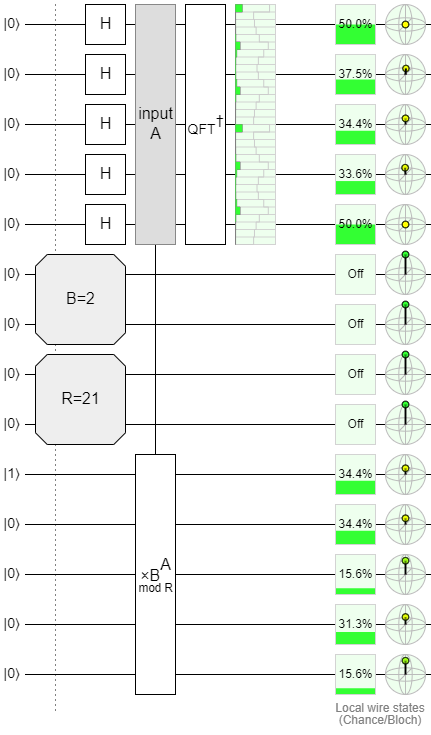 |0⟩ H 50.0%
|0⟩ H 37.5%
|0⟩ H input A QFT† 34.4%
|0⟩ H 33.6%
|0⟩ H 50.0%
|0⟩ Off
B=2
|0⟩ Off
|0⟩ Off
R=21
|0⟩ Off
|1⟩ 34.4%
|0⟩ 34.4%
|0⟩ ×B^A mod R 15.6%
|0⟩ 31.3%
|0⟩ 15.6%
Local wire states
(Chance/Bloch)